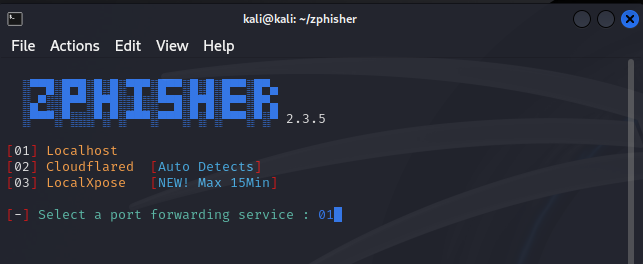 kali@kali: ~/zphisher
File Actions Edit View Help
ZPHISHER 2.3.5
[01] Localhost
[02] Cloudflared [Auto Detects]
[03] LocalXpose [NEW! Max 15Min]
[-] Select a port forwarding service : 01